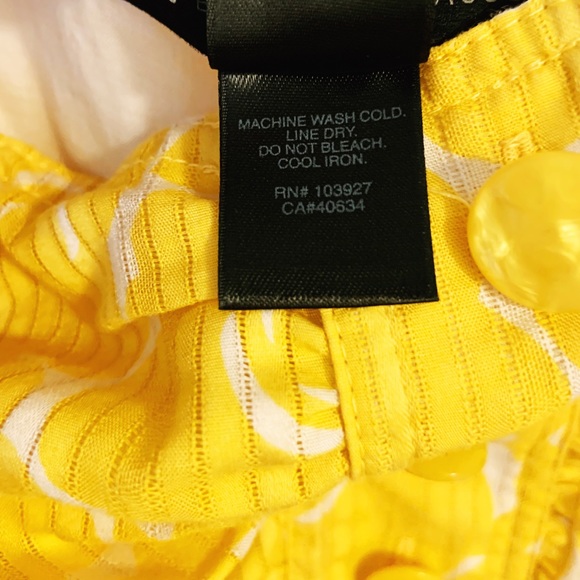 MACHINE WASH COLD.
LINE DRY.
DO NOT BLEACH.
COOL IRON.
RN# 103927
CA#40634